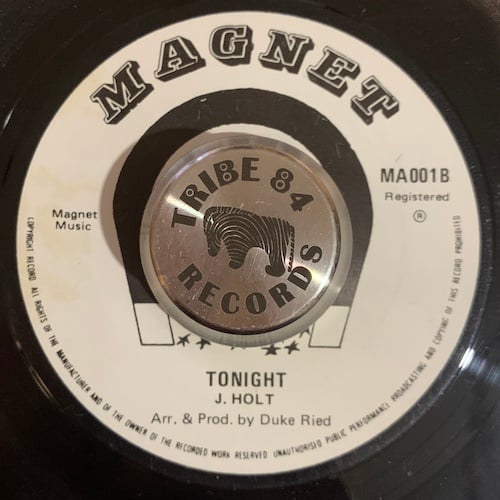 MAGNET
MA001B
Registered
®
Magnet
Music
TRIBE 84
RECORDS
TONIGHT
J. HOLT
Arr. & Prod. by Duke Ried
COPYRIGHT RECORD ALL RIGHTS OF THE MANUFACTURER AND OF THE OWNER OF THE RECORDED WORK RESERVED UNAUTHORISED PUBLIC PERFORMANCE BROADCASTING AND COPYING OF THIS RECORD PROHIBITED